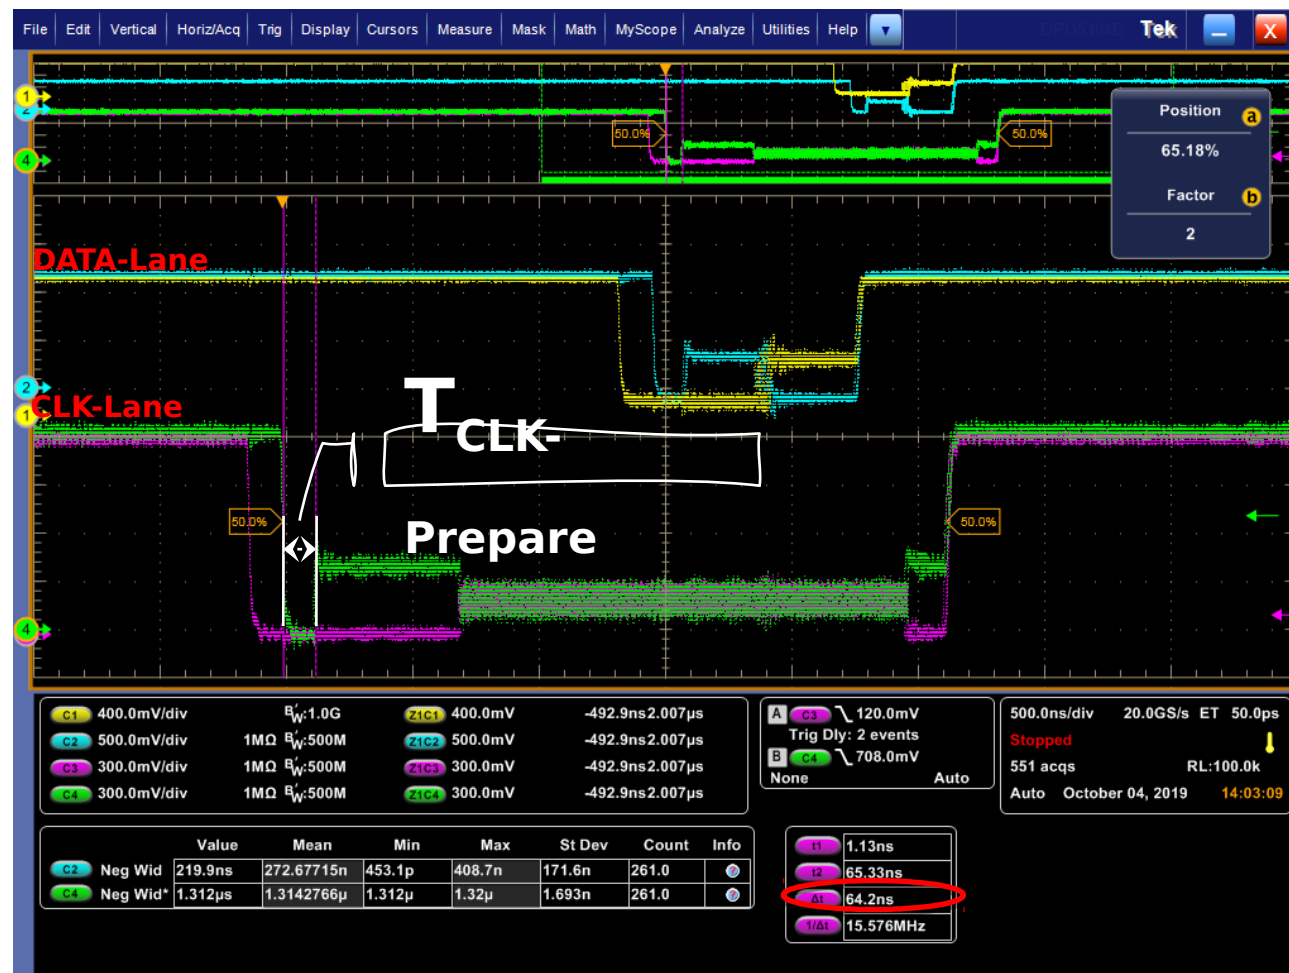 File Edit Vertical Horiz/Acq Trig Display Cursors Measure Mask Math MyScope Analyze Utilities Help Tek X
1
2
4
50.0%
50.0%
Position a
65.18%
Factor b
2
DATA-Lane
2
CLK-Lane
1
TCLK-
Prepare
50.0%
50.0%
4
C1 400.0mV/div BW:1.0G Z1C1 400.0mV -492.9ns2.007µs
C2 500.0mV/div 1MΩ BW:500M Z1C2 500.0mV -492.9ns2.007µs
C3 300.0mV/div 1MΩ BW:500M Z1C3 300.0mV -492.9ns2.007µs
C4 300.0mV/div 1MΩ BW:500M Z1C4 300.0mV -492.9ns2.007µs
A C3 120.0mV
Trig Dly: 2 events
B C4 708.0mV
None Auto
500.0ns/div 20.0GS/s ET 50.0ps
Stopped
551 acqs RL:100.0k
Auto October 04, 2019 14:03:09
Value Mean Min Max St Dev Count Info
C2 Neg Wid 219.9ns 272.67715n 453.1p 408.7n 171.6n 261.0
C4 Neg Wid* 1.312µs 1.3142766µ 1.312µ 1.32µ 1.693n 261.0
t1 1.13ns
t2 65.33ns
Δt 64.2ns
1/Δt 15.576MHz